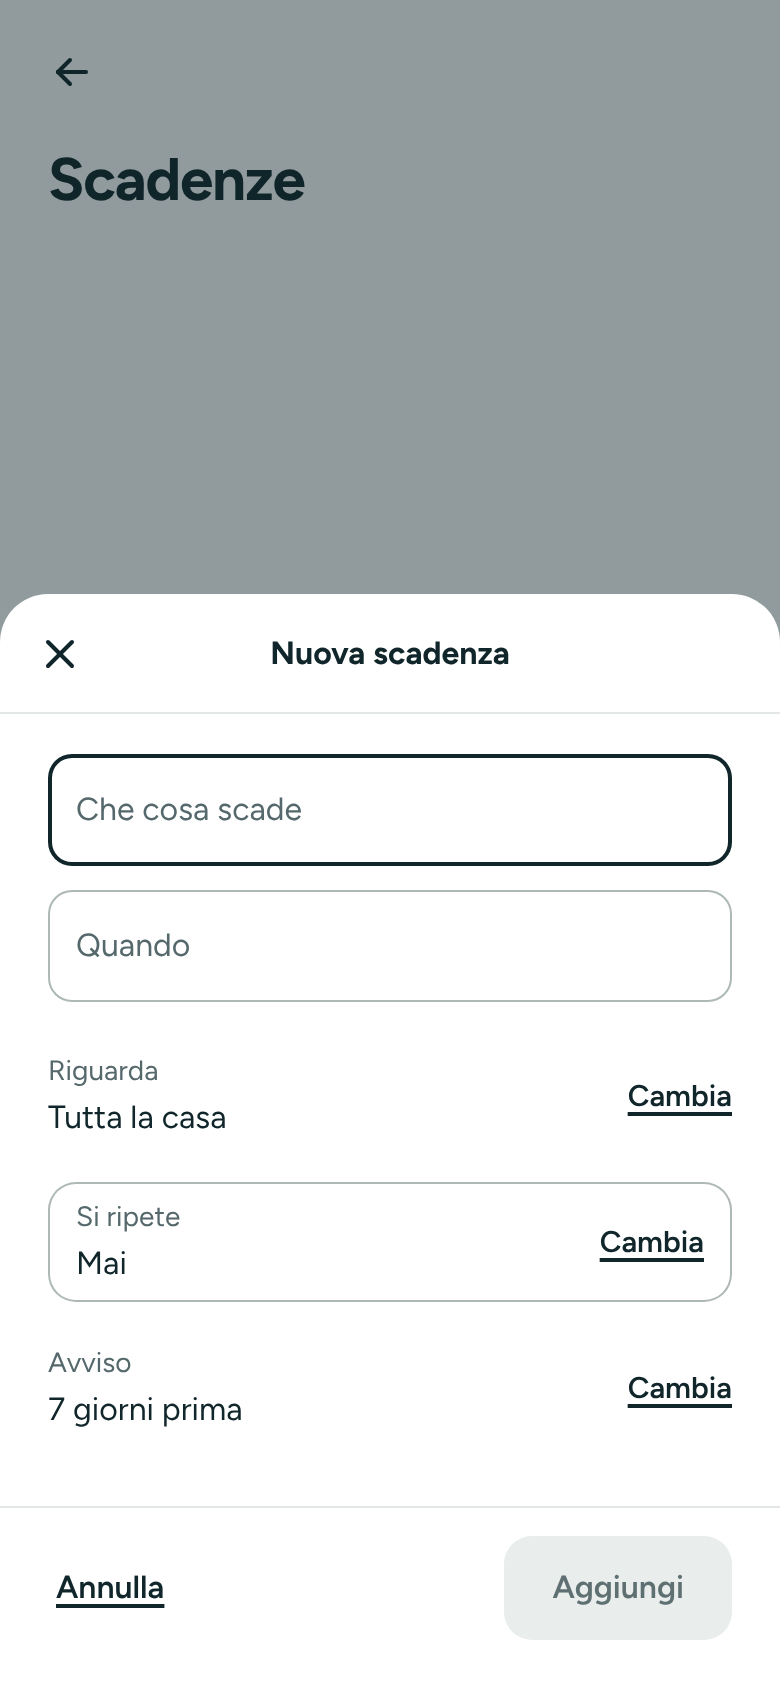 Scadenze
Nuova scadenza
Che cosa scade
Quando
Riguarda
Tutta la casa
Cambia
Si ripete
Mai
Cambia
Avviso
7 giorni prima
Cambia
Annulla
Aggiungi